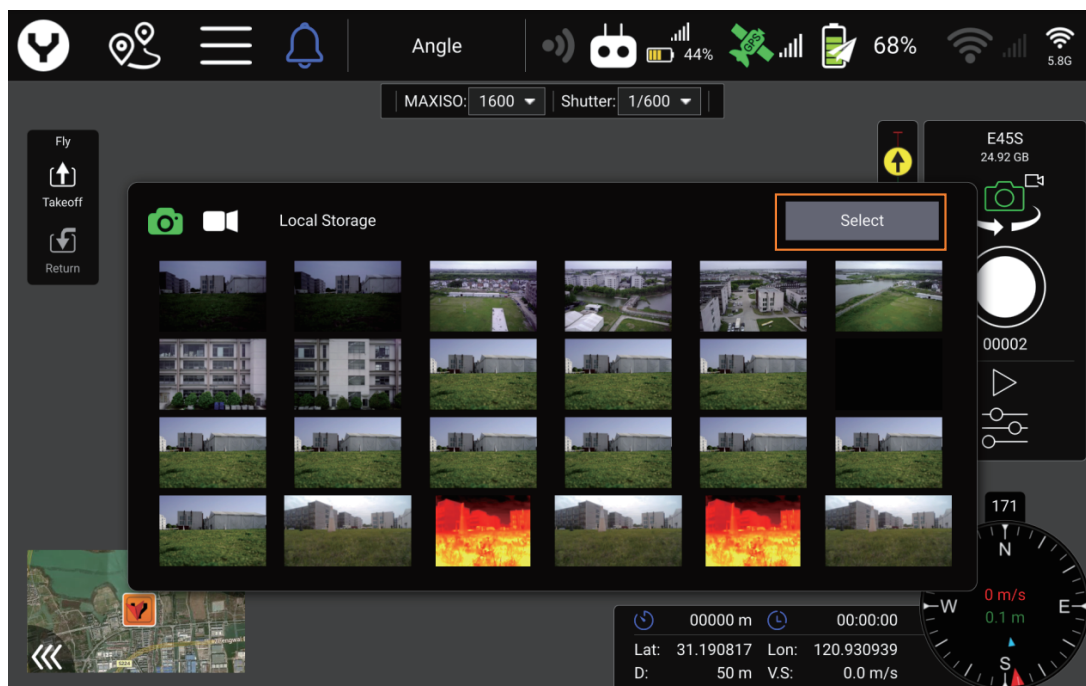 Angle
GPS
44%
68%
5.8G
MAXISO: 1600 Shutter: 1/600
Fly
Takeoff
Return
E45S
24.92 GB
Local Storage
Select
00002
171
N
W
E
S
0 m/s
0.1 m
00000 m 00:00:00
Lat: 31.190817 Lon: 120.930939
D: 50 m V.S: 0.0 m/s
S224